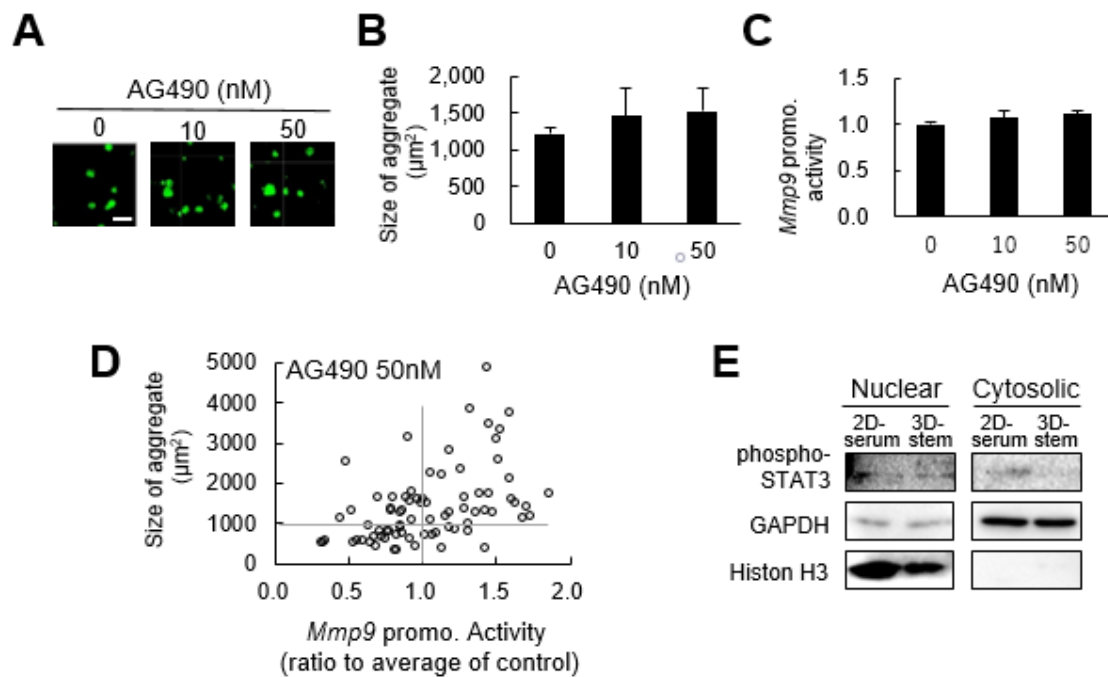 A
AG490 (nM)
0 10 50
B
Size of aggregate
(µm²)
2,000
1,500
1,000
500
0
0 10 50
AG490 (nM)
C
Mmp9 promo.
activity
1.5
1.0
0.5
0.0
0 10 50
AG490 (nM)
D
AG490 50nM
Size of aggregate
(µm²)
5000
4000
3000
2000
1000
0
0.0 0.5 1.0 1.5 2.0
Mmp9 promo. Activity
(ratio to average of control)
E
Nuclear Cytosolic
2D- 3D- 2D- 3D-
serum stem serum stem
phospho-
STAT3
GAPDH
Histon H3